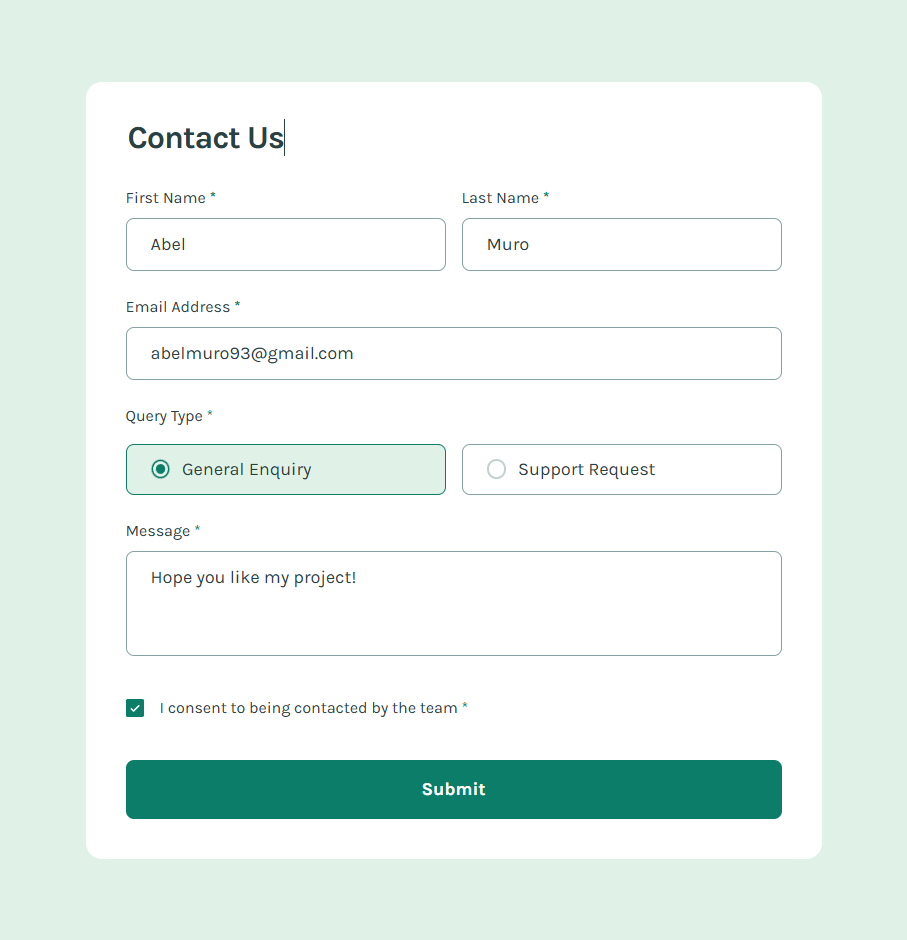 Contact Us
First Name * Last Name *
Abel Muro
Email Address *
abelmuro93@gmail.com
Query Type *
General Enquiry Support Request
Message *
Hope you like my project!
I consent to being contacted by the team *
Submit